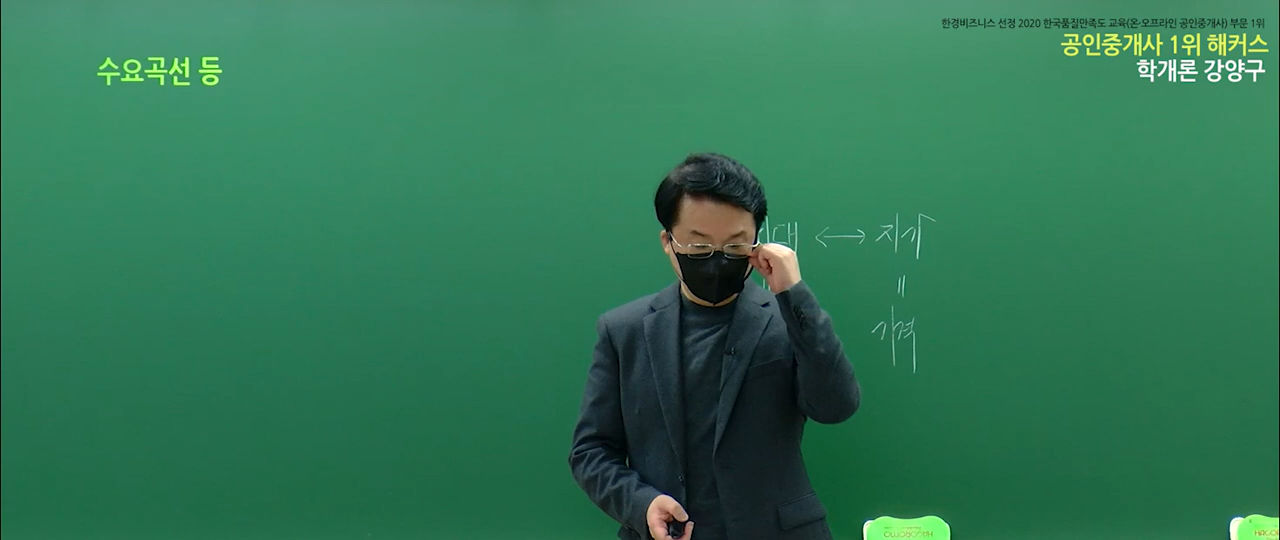 한경비즈니스 선정 2020 한국품질만족도 교육(온·오프라인 공인중개사) 부문 1위
공인중개사 1위 해커스
학개론 강양구
수요곡선 등
대 ↔ 지가
=
가격